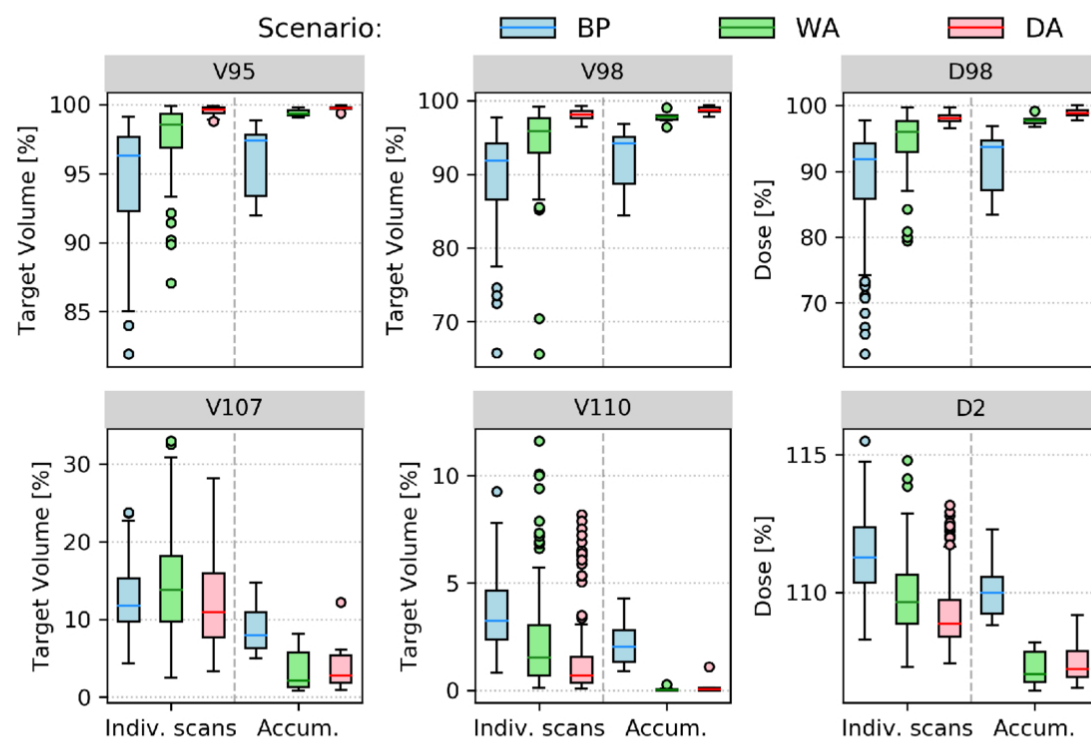 Scenario: BP WA DA
V95 V98 D98
Target Volume [%]
100
95
90
85
Target Volume [%]
100
90
80
70
Dose [%]
100
90
80
70
V107 V110 D2
Target Volume [%]
30
20
10
0
Target Volume [%]
10
5
0
Dose [%]
115
110
Indiv. scans Accum. Indiv. scans Accum. Indiv. scans Accum.